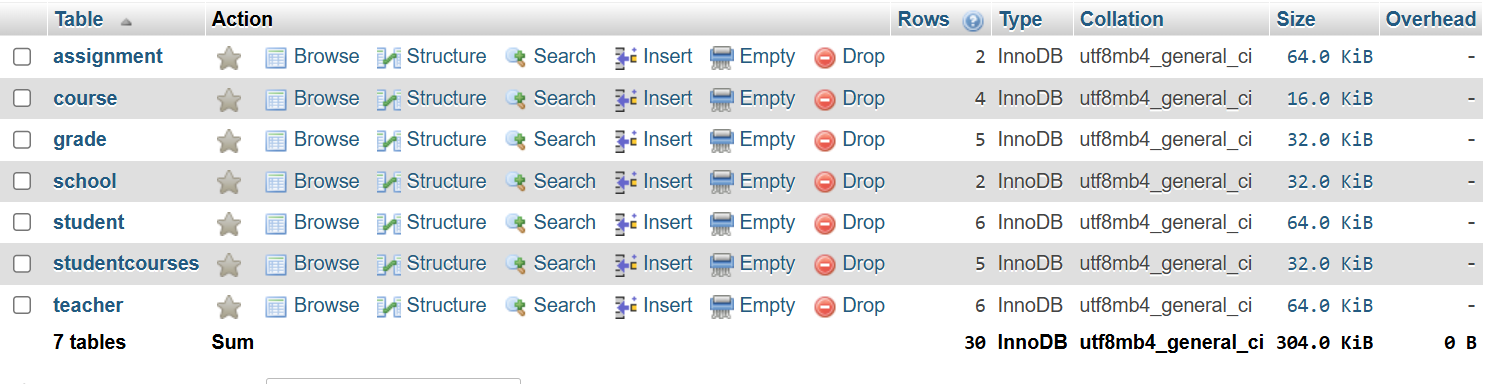 Table Action Rows Type Collation Size Overhead
assignment Browse Structure Search Insert Empty Drop 2 InnoDB utf8mb4_general_ci 64.0 KiB -
course Browse Structure Search Insert Empty Drop 4 InnoDB utf8mb4_general_ci 16.0 KiB -
grade Browse Structure Search Insert Empty Drop 5 InnoDB utf8mb4_general_ci 32.0 KiB -
school Browse Structure Search Insert Empty Drop 2 InnoDB utf8mb4_general_ci 32.0 KiB -
student Browse Structure Search Insert Empty Drop 6 InnoDB utf8mb4_general_ci 64.0 KiB -
studentcourses Browse Structure Search Insert Empty Drop 5 InnoDB utf8mb4_general_ci 32.0 KiB -
teacher Browse Structure Search Insert Empty Drop 6 InnoDB utf8mb4_general_ci 64.0 KiB -
7 tables Sum 30 InnoDB utf8mb4_general_ci 304.0 KiB 0 B